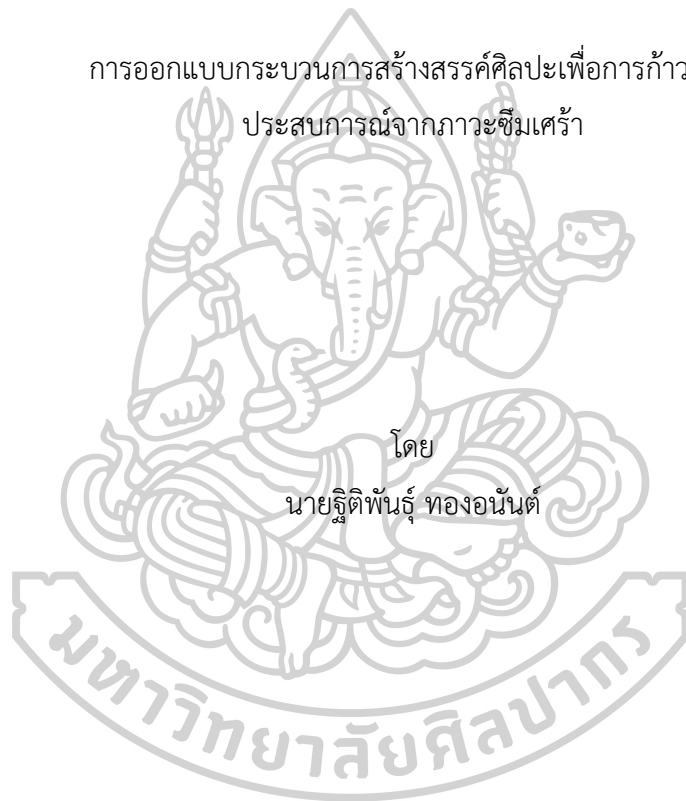 การออกแบบกระบวนการสร้างสรรค์ศิลปะเพื่อการก้าว
ประสบการณ์จากภาวะซึมเศร้า
โดย
นายฐิติพันธุ์ ทองอนันต์
มหาวิทยาลัยศิลปากร